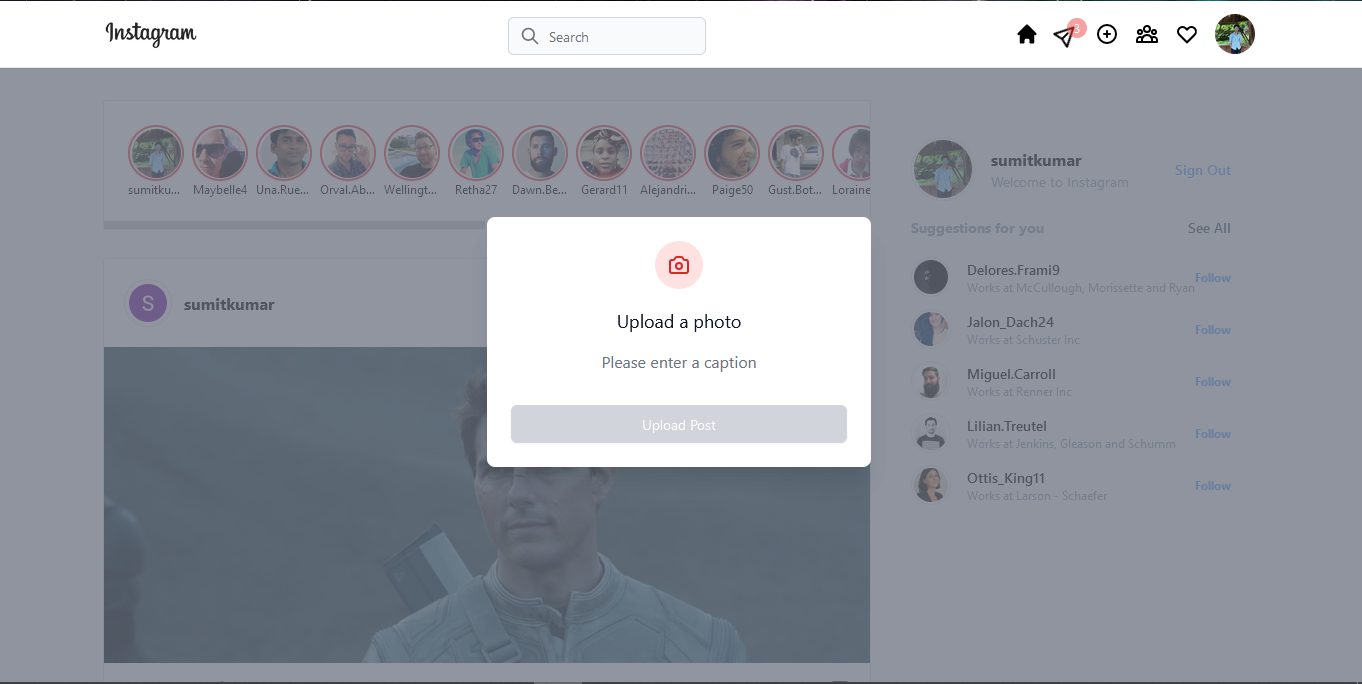 Instagram
Search
3
sumitku...
Maybelle4
Una.Rue...
Orval.Ab...
Wellingt...
Retha27
Dawn.Be...
Gerard11
Alejandri...
Paige50
Gust.Bot...
Loraine
sumitkumar
Welcome to Instagram
Sign Out
Suggestions for you
See All
Delores.Frami9
Works at McCullough, Morissette and Ryan
Follow
Jalon_Dach24
Works at Schuster Inc
Follow
Miguel.Carroll
Works at Renner Inc
Follow
Lilian.Treutel
Works at Jenkins, Gleason and Schumm
Follow
Ottis_King11
Works at Larson - Schaefer
Follow
S
sumitkumar
Upload a photo
Please enter a caption
Upload Post